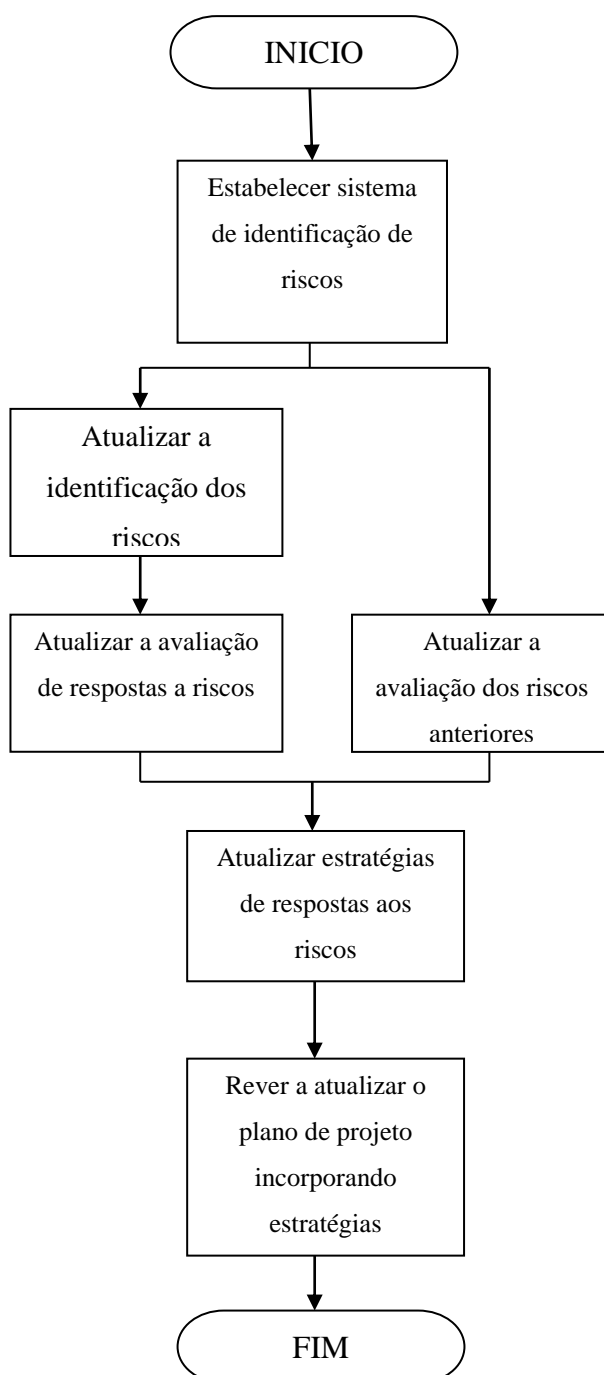 INICIO
Estabelecer sistema
de identificação de
riscos
Atualizar a
identificação dos
riscos
Atualizar a avaliação
de respostas a riscos
Atualizar a
avaliação dos riscos
anteriores
Atualizar estratégias
de respostas aos
riscos
Rever a atualizar o
plano de projeto
incorporando
estratégias
FIM